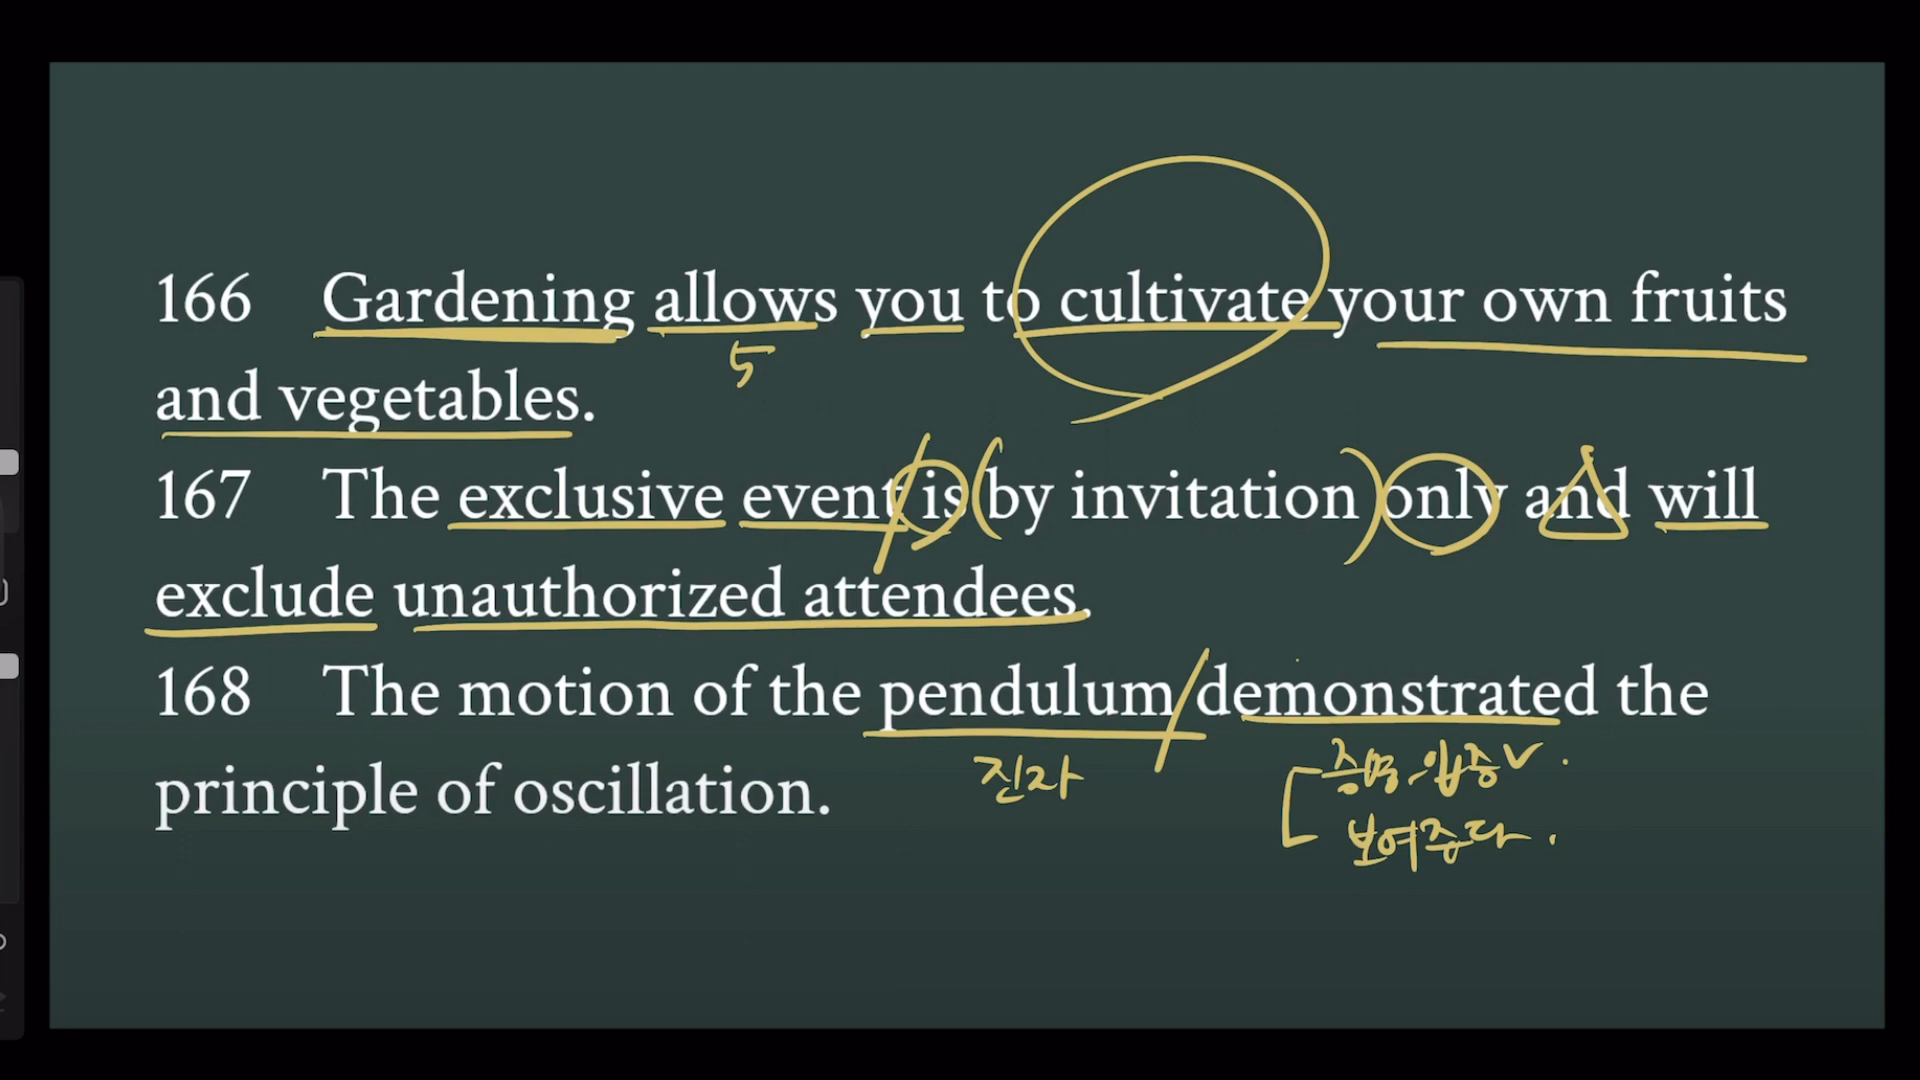 166 Gardening allows you to cultivate your own fruits
5
and vegetables.
167 The exclusive event is by invitation only and will
exclude unauthorized attendees.
168 The motion of the pendulum demonstrated the
진자
증명, 입증
보여주다.
principle of oscillation.